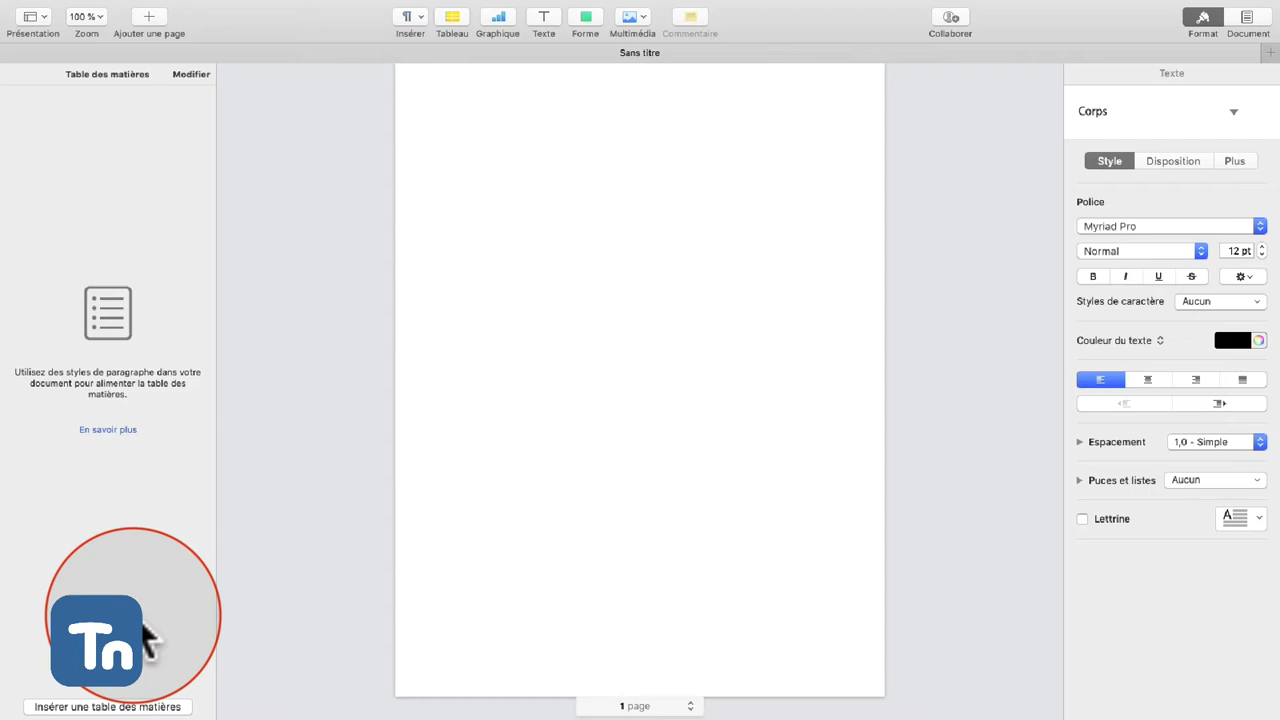 Présentation
100 %
Zoom
Ajouter une page
Insérer
Tableau
Graphique
T
Texte
Forme
Multimédia
Commentaire
Collaborer
Format
Document
Sans titre
Table des matières
Modifier
Utilisez des styles de paragraphe dans votre
document pour alimenter la table des
matières.
En savoir plus
Tn
Insérer une table des matières
1 page
Texte
Corps
Style
Disposition
Plus
Police
Myriad Pro
Normal
12 pt
B I U S
Styles de caractère
Aucun
Couleur du texte
Espacement
1,0 - Simple
Puces et listes
Aucun
Lettrine
A